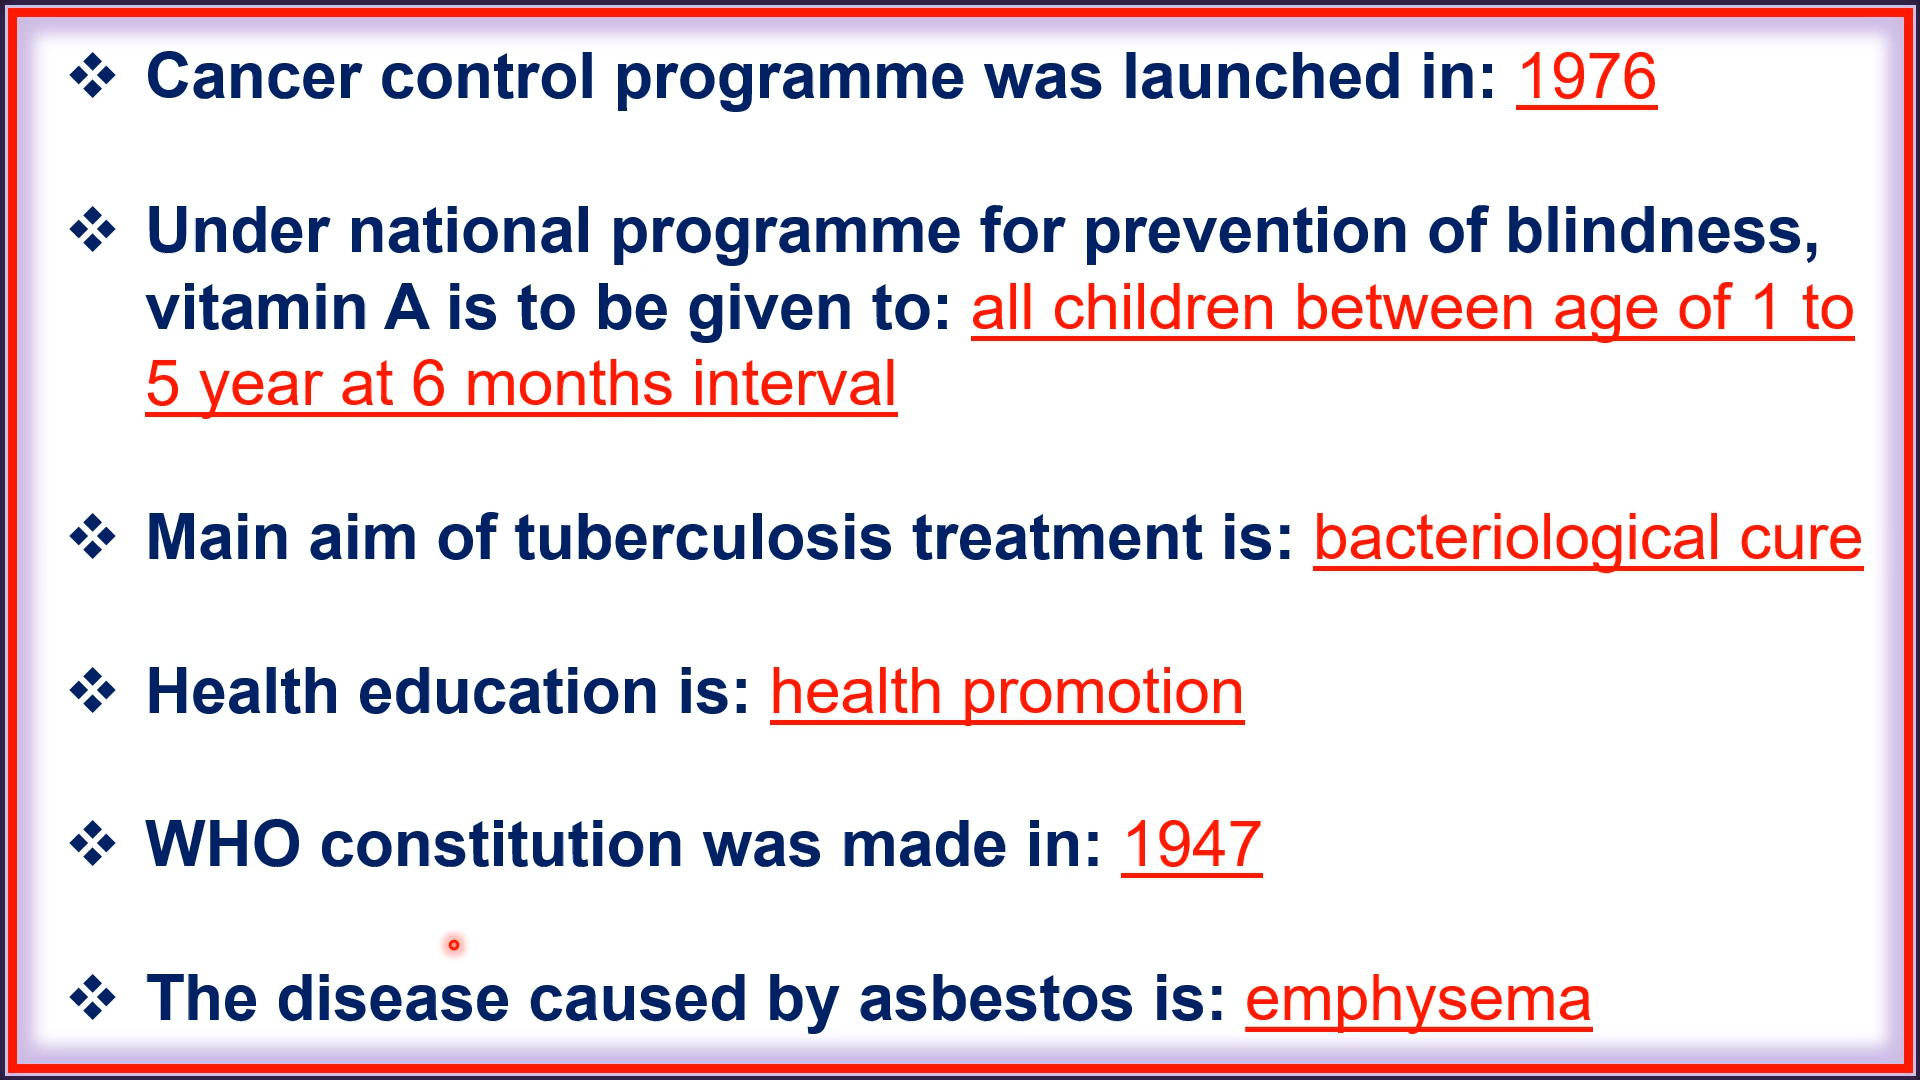 ❖ Cancer control programme was launched in: 1976
❖ Under national programme for prevention of blindness,
vitamin A is to be given to: all children between age of 1 to
5 year at 6 months interval
❖ Main aim of tuberculosis treatment is: bacteriological cure
❖ Health education is: health promotion
❖ WHO constitution was made in: 1947
❖ The disease caused by asbestos is: emphysema